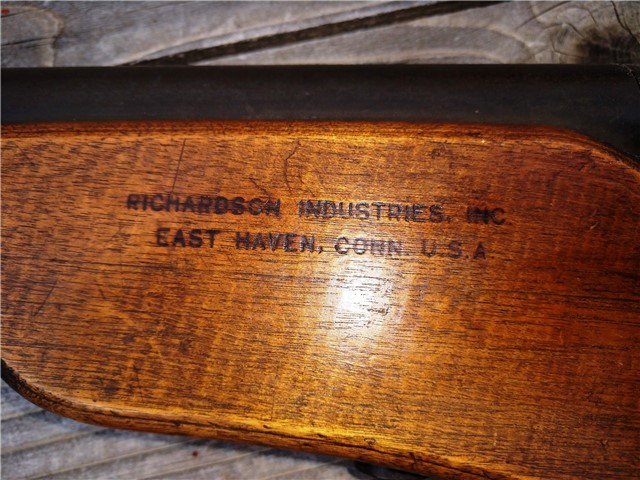 RICHARDSON INDUSTRIES, INC
EAST HAVEN, CONN. U.S.A.